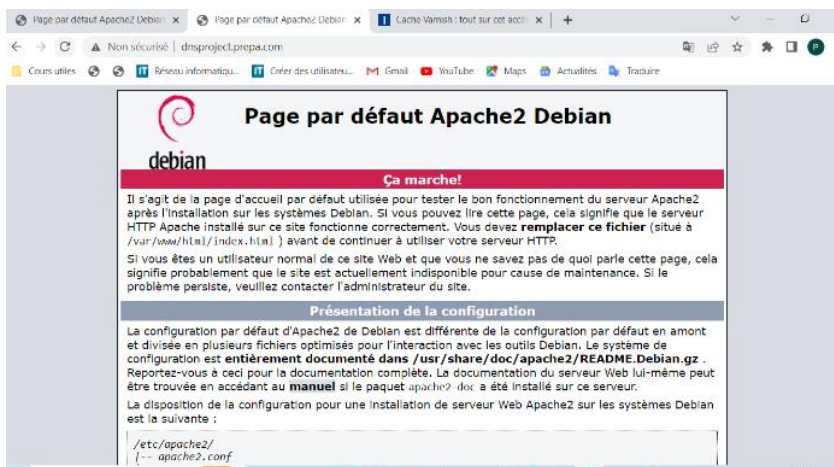 Page par défaut Apache2 Debian
Page par défaut Apache2 Debian
Cache Varnish : tout sur cet accél
Non sécurisé | dnsproject.prepa.com
Cours utiles
Réseau informatiqu...
Créer des utilisateu...
Gmail
YouTube
Maps
Actualités
Traduire
P
debian
Page par défaut Apache2 Debian
Ça marche!
Il s'agit de la page d'accueil par défaut utilisée pour tester le bon fonctionnement du serveur Apache2
après l'installation sur les systèmes Debian. Si vous pouvez lire cette page, cela signifie que le serveur
HTTP Apache installé sur ce site fonctionne correctement. Vous devez remplacer ce fichier (situé à
/var/www/html/index.html ) avant de continuer à utiliser votre serveur HTTP.
Si vous êtes un utilisateur normal de ce site Web et que vous ne savez pas de quoi parle cette page, cela
signifie probablement que le site est actuellement indisponible pour cause de maintenance. Si le
problème persiste, veuillez contacter l'administrateur du site.
Présentation de la configuration
La configuration par défaut d'Apache2 de Debian est différente de la configuration par défaut en amont
et divisée en plusieurs fichiers optimisés pour l'interaction avec les outils Debian. Le système de
configuration est entièrement documenté dans /usr/share/doc/apache2/README.Debian.gz .
Reportez-vous à ceci pour la documentation complète. La documentation du serveur Web lui-même peut
être trouvée en accédant au manuel si le paquet apache2-doc a été installé sur ce serveur.
La disposition de la configuration pour une installation de serveur Web Apache2 sur les systèmes Debian
est la suivante :
/etc/apache2/
|-- apache2.conf